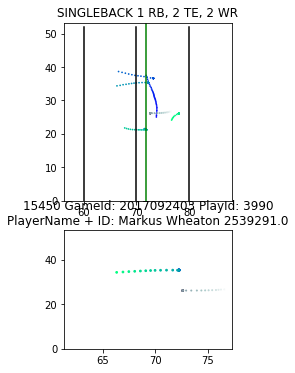 SINGLEBACK 1 RB, 2 TE, 2 WR
50
40
30
20
10
0
60 70 80
15450 GameId: 2017092403 PlayId: 3990
PlayerName + ID: Markus Wheaton 2539291.0
40
20
0
65 70 75